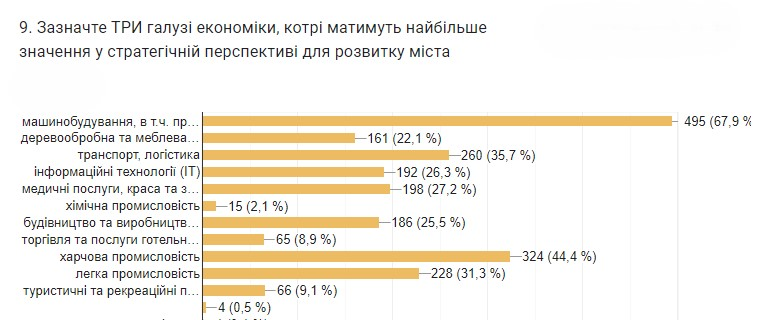 9. Зазначте ТРИ галузі економіки, котрі матимуть найбільше
значення у стратегічній перспективі для розвитку міста
машинобудування, в т.ч. пр… 495 (67,9 %
деревообробна та меблева… 161 (22,1 %)
транспорт, логістика 260 (35,7 %)
інформаційні технології (ІТ) 192 (26,3 %)
медичні послуги, краса та з… 198 (27,2 %)
хімічна промисловість 15 (2,1 %)
будівництво та виробництв… 186 (25,5 %)
торгівля та послуги готельн… 65 (8,9 %)
харчова промисловість 324 (44,4 %)
легка промисловість 228 (31,3 %)
туристичні та рекреаційні п… 66 (9,1 %)
4 (0,5 %)